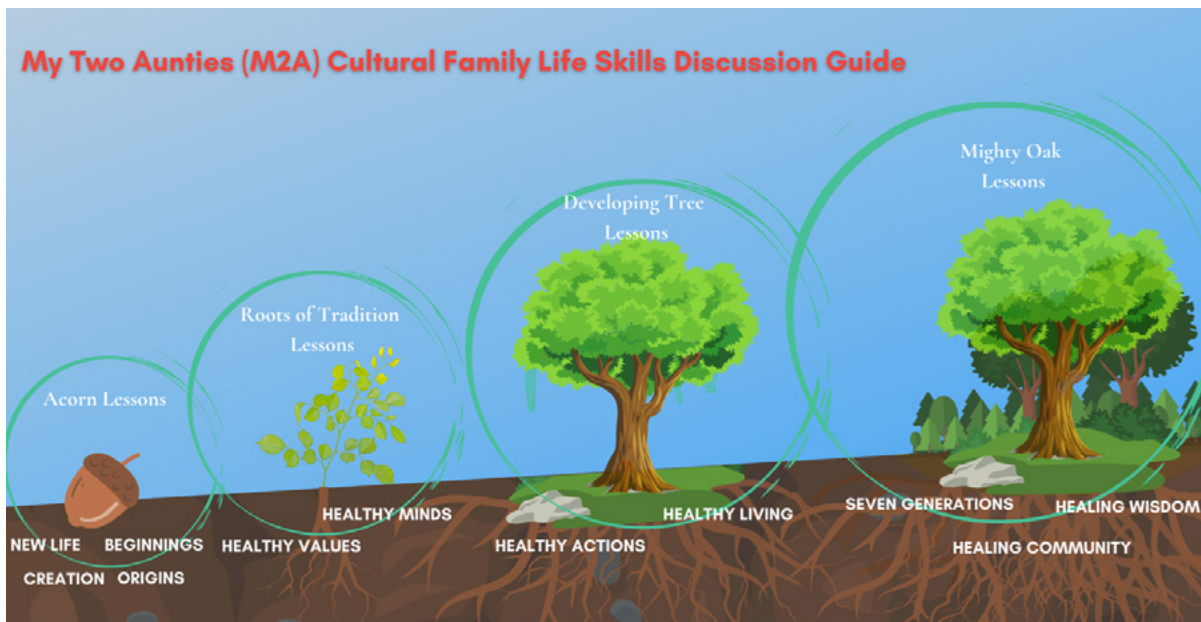 My Two Aunties (M2A) Cultural Family Life Skills Discussion Guide
Acorn Lessons
NEW LIFE
BEGINNINGS
CREATION
ORIGINS
Roots of Tradition
Lessons
HEALTHY MINDS
HEALTHY VALUES
Developing Tree
Lessons
HEALTHY LIVING
HEALTHY ACTIONS
Mighty Oak
Lessons
SEVEN GENERATIONS
HEALING WISDOM
HEALING COMMUNITY